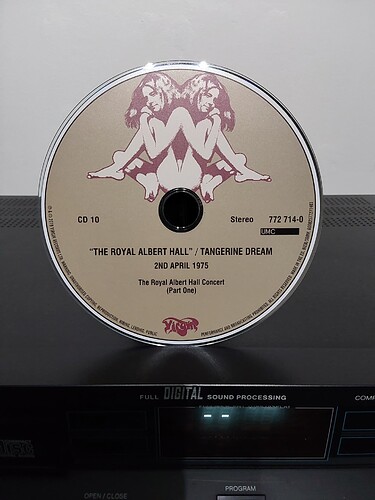 CD 10
Stereo 772 714-0
UMC
"THE ROYAL ALBERT HALL" / TANGERINE DREAM
2ND APRIL 1975
The Royal Albert Hall Concert
(Part One)
Virgin
FULL DIGITAL SOUND PROCESSING
COMP
OPEN / CLOSE
PROGRAM